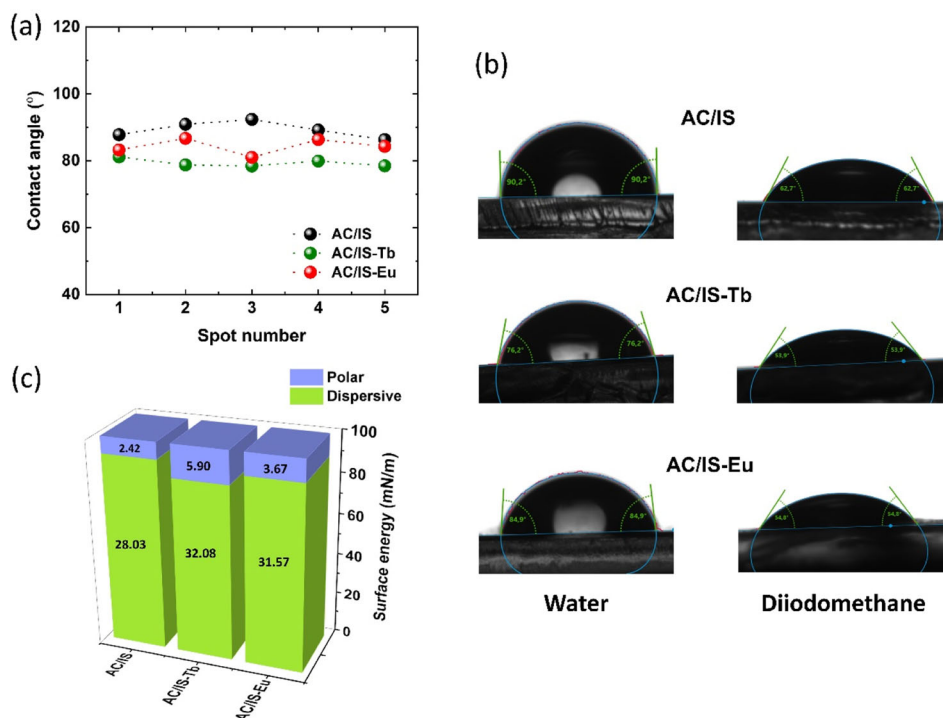 (a)
120
100
80
60
40
Contact angle (°)
AC/IS
AC/IS-Tb
AC/IS-Eu
1 2 3 4 5
Spot number
(b)
AC/IS
90,2° 90,2°
62,7° 62,7°
AC/IS-Tb
76,2° 76,2°
53,9° 53,9°
AC/IS-Eu
84,9° 84,9°
54,8° 54,8°
Water Diiodomethane
(c)
Polar
Dispersive
2.42 5.90 3.67
28.03 32.08 31.57
100
80
60
40
20
0
Surface energy (mN/m)
AC/IS
AC/IS-Tb
AC/IS-Eu